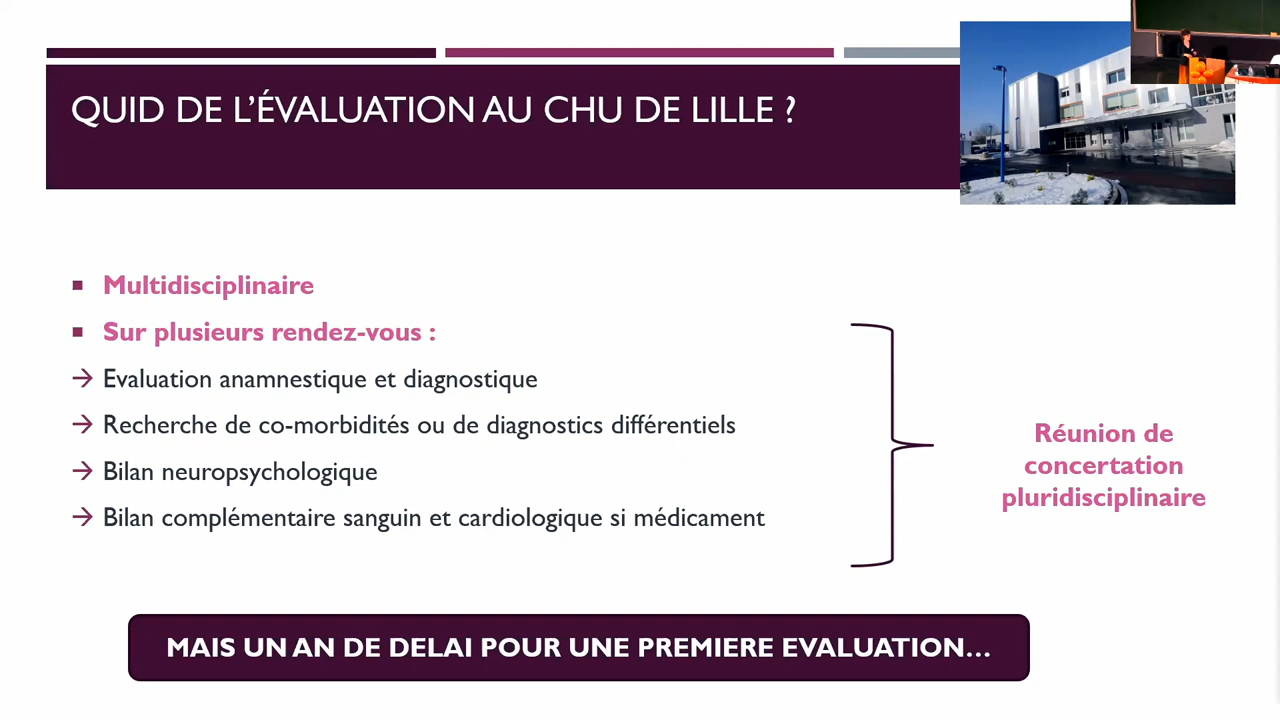 QUID DE L’ÉVALUATION AU CHU DE LILLE ?
Multidisciplinaire
Sur plusieurs rendez-vous :
→ Evaluation anamnestique et diagnostique
→ Recherche de co-morbidités ou de diagnostics différentiels
→ Bilan neuropsychologique
→ Bilan complémentaire sanguin et cardiologique si médicament
Réunion de
concertation
pluridisciplinaire
MAIS UN AN DE DELAI POUR UNE PREMIERE EVALUATION…